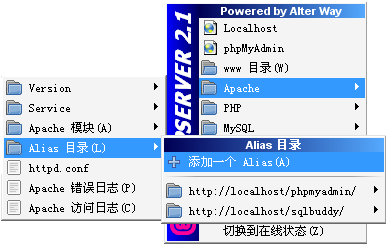 Powered by Alter Way
SERVER 2.1
Localhost
phpMyAdmin
www 目录(W)
Apache
PHP
MySQL
Version
Service
Apache 模块(A)
Alias 目录(L)
httpd.conf
Apache 错误日志(P)
Apache 访问日志(C)
Alias 目录
添加一个 Alias(A)
http://localhost/phpmyadmin/
http://localhost/sqlbuddy/
切换到在线状态(Z)